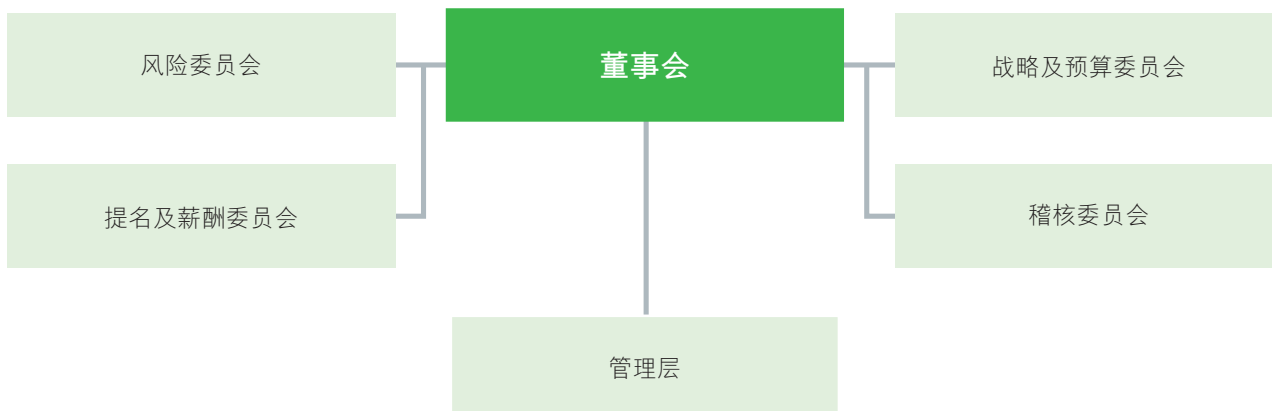 风险委员会
董事会
战略及预算委员会
提名及薪酬委员会
稽核委员会
管理层